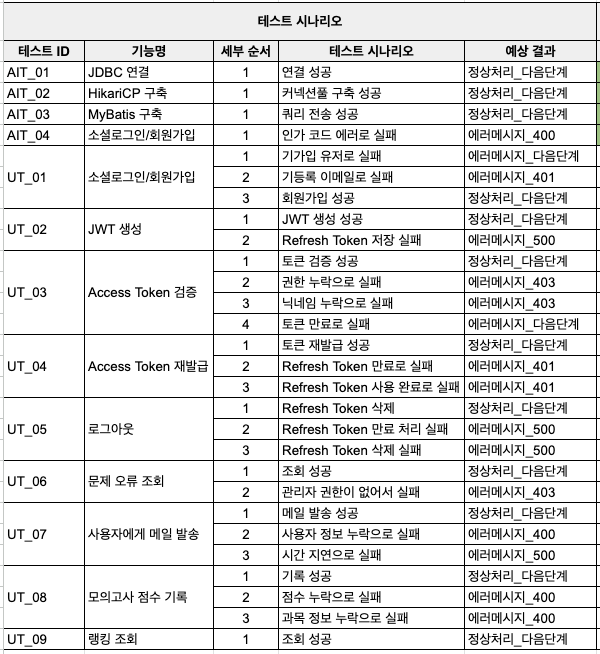 테스트 시나리오
테스트 ID 기능명 세부 순서 테스트 시나리오 예상 결과
AIT_01 JDBC 연결 1 연결 성공 정상처리_다음단계
AIT_02 HikariCP 구축 1 커넥션풀 구축 성공 정상처리_다음단계
AIT_03 MyBatis 구축 1 쿼리 전송 성공 정상처리_다음단계
AIT_04 소셜로그인/회원가입 1 인가 코드 에러로 실패 에러메시지_400
UT_01 소셜로그인/회원가입 1 기가입 유저로 실패 에러메시지_다음단계
2 기등록 이메일로 실패 에러메시지_401
3 회원가입 성공 정상처리_다음단계
UT_02 JWT 생성 1 JWT 생성 성공 정상처리_다음단계
2 Refresh Token 저장 실패 에러메시지_500
UT_03 Access Token 검증 1 토큰 검증 성공 정상처리_다음단계
2 권한 누락으로 실패 에러메시지_403
3 닉네임 누락으로 실패 에러메시지_403
4 토큰 만료로 실패 에러메시지_다음단계
UT_04 Access Token 재발급 1 토큰 재발급 성공 정상처리_다음단계
2 Refresh Token 만료로 실패 에러메시지_401
3 Refresh Token 사용 완료로 실패 에러메시지_401
UT_05 로그아웃 1 Refresh Token 삭제 정상처리_다음단계
2 Refresh Token 만료 처리 실패 에러메시지_500
3 Refresh Token 삭제 실패 에러메시지_500
UT_06 문제 오류 조회 1 조회 성공 정상처리_다음단계
2 관리자 권한이 없어서 실패 에러메시지_403
UT_07 사용자에게 메일 발송 1 메일 발송 성공 정상처리_다음단계
2 사용자 정보 누락으로 실패 에러메시지_400
3 시간 지연으로 실패 에러메시지_500
UT_08 모의고사 점수 기록 1 기록 성공 정상처리_다음단계
2 점수 누락으로 실패 에러메시지_400
3 과목 정보 누락으로 실패 에러메시지_400
UT_09 랭킹 조회 1 조회 성공 정상처리_다음단계